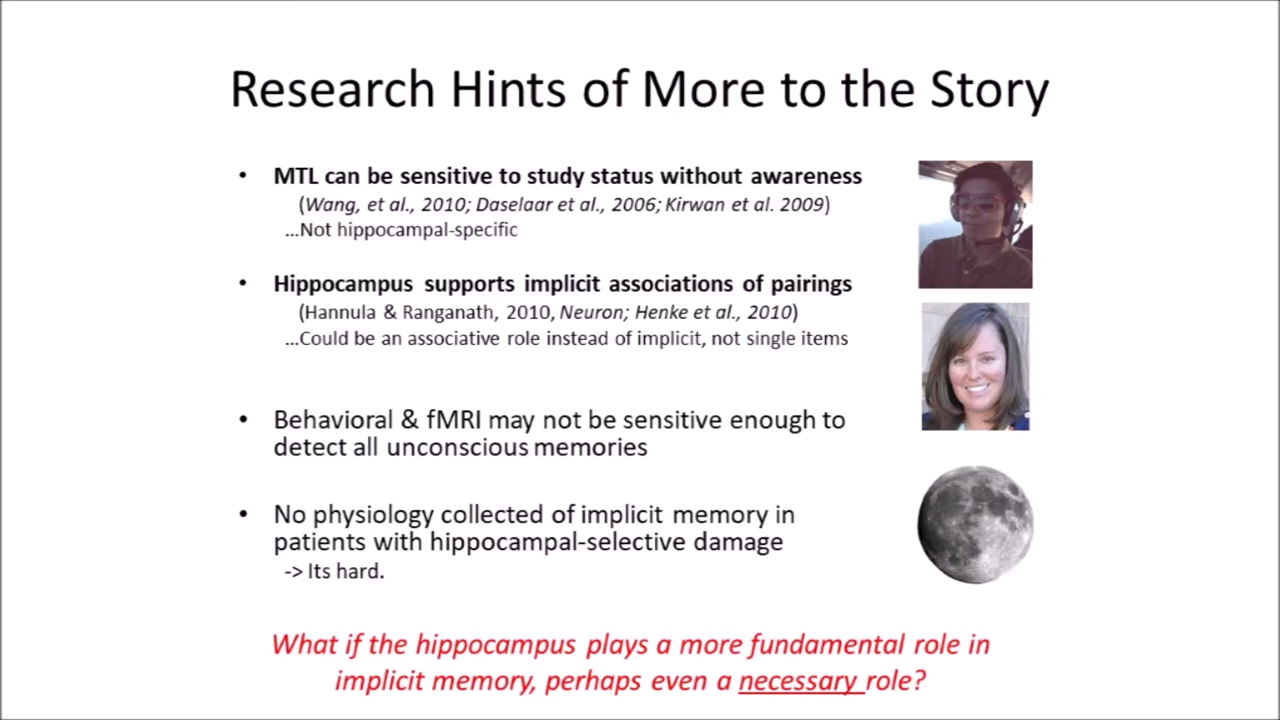 Research Hints of More to the Story
• MTL can be sensitive to study status without awareness
(Wang, et al., 2010; Daselaar et al., 2006; Kirwan et al. 2009)
...Not hippocampal-specific
• Hippocampus supports implicit associations of pairings
(Hannula & Ranganath, 2010, Neuron; Henke et al., 2010)
...Could be an associative role instead of implicit, not single items
• Behavioral & fMRI may not be sensitive enough to
detect all unconscious memories
• No physiology collected of implicit memory in
patients with hippocampal-selective damage
-> Its hard.
What if the hippocampus plays a more fundamental role in
implicit memory, perhaps even a necessary role?